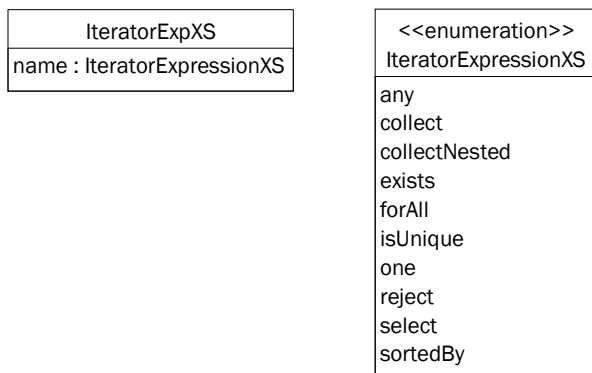 IteratorExpXS
name : IteratorExpressionXS
<<enumeration>>
IteratorExpressionXS
any
collect
collectNested
exists
forAll
isUnique
one
reject
select
sortedBy